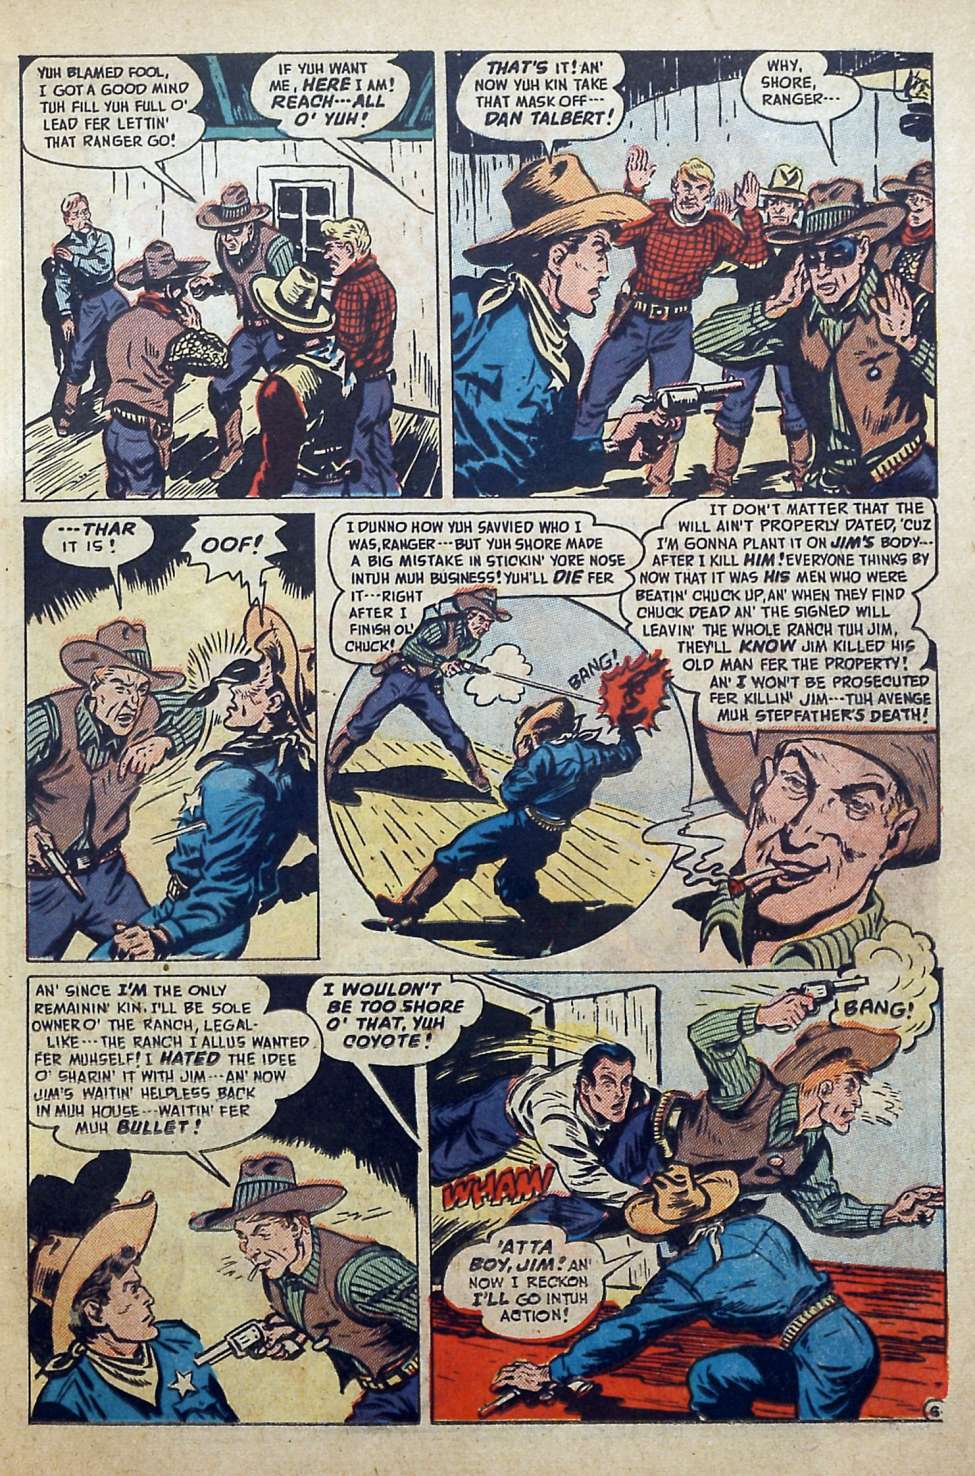 YUH BLAMED FOOL,
I GOT A GOOD MIND
TUH FILL YUH FULL O'
LEAD FER LETTIN'
THAT RANGER GO!
IF YUH WANT
ME, HERE I AM!
REACH---ALL
O' YUH!
THAT'S IT! AN'
NOW YUH KIN TAKE
THAT MASK OFF---
DAN TALBERT!
WHY,
SHORE,
RANGER---
---THAR
IT IS!
OOF!
I DUNNO HOW YUH SAVVIED WHO I
WAS, RANGER---BUT YUH SHORE MADE
A BIG MISTAKE IN STICKIN' YORE NOSE
INTUH MUH BUSINESS! YUH'LL DIE FER
IT---RIGHT
AFTER I
FINISH OL'
CHUCK!
BANG!
IT DON'T MATTER THAT THE
WILL AIN'T PROPERLY DATED, 'CUZ
I'M GONNA PLANT IT ON JIM'S BODY---
AFTER I KILL HIM! EVERYONE THINKS BY
NOW THAT IT WAS HIS MEN WHO WERE
BEATIN' CHUCK UP, AN' WHEN THEY FIND
CHUCK DEAD AN' THE SIGNED WILL
LEAVIN' THE WHOLE RANCH TUH JIM,
THEY'LL KNOW JIM KILLED HIS
OLD MAN FER THE PROPERTY!
AN' I WON'T BE PROSECUTED
FER KILLIN' JIM---TUH AVENGE
MUH STEPFATHER'S DEATH!
AN' SINCE I'M THE ONLY
REMAININ' KIN, I'LL BE SOLE
OWNER O' THE RANCH, LEGAL-
LIKE---THE RANCH I ALLUS WANTED
FER MUHSELF! I HATED THE IDEE
O' SHARIN' IT WITH JIM---AN' NOW
JIM'S WAITIN' HELPLESS BACK
IN MUH HOUSE---WAITIN' FER
MUH BULLET!
I WOULDN'T
BE TOO SHORE
O' THAT, YUH
COYOTE!
BANG!
WHAM!
'ATTA
BOY, JIM! AN'
NOW I RECKON
I'LL GO INTUH
ACTION!
6